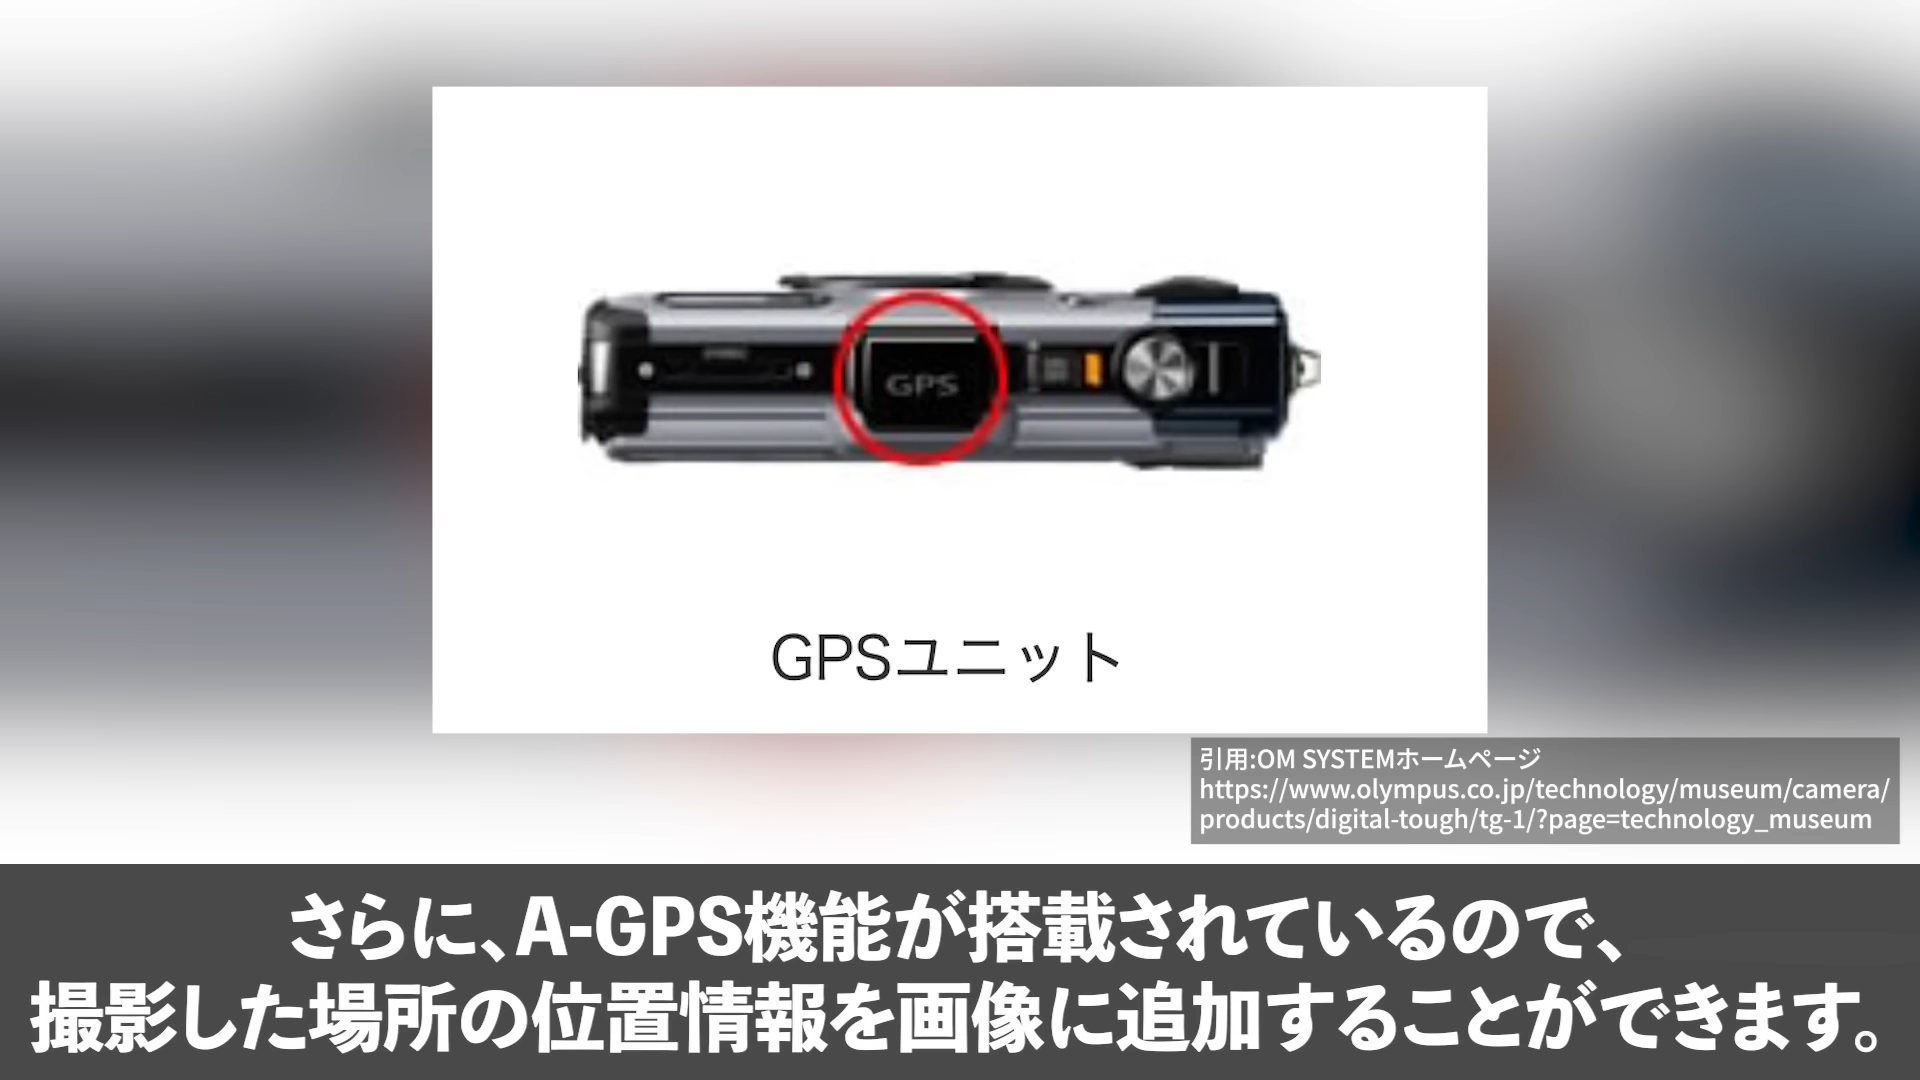 GPS
GPSユニット
引用:OM SYSTEMホームページ
https://www.olympus.co.jp/technology/museum/camera/
products/digital-tough/tg-1/?page=technology_museum
さらに、A-GPS機能が搭載されているので、
撮影した場所の位置情報を画像に追加することができます。